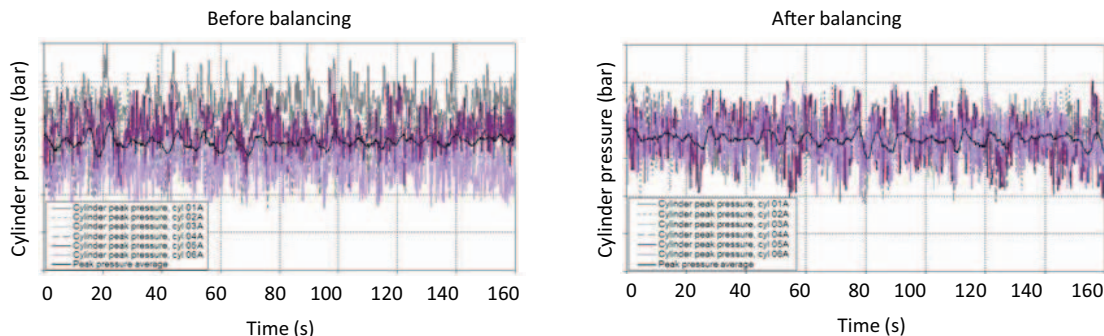 Before balancing
Cylinder pressure (bar)
Cylinder peak pressure, cyl 01A
Cylinder peak pressure, cyl 02A
Cylinder peak pressure, cyl 03A
Cylinder peak pressure, cyl 04A
Cylinder peak pressure, cyl 05A
Cylinder peak pressure, cyl 06A
Peak pressure average
0 20 40 60 80 100 120 140 160
Time (s)
After balancing
Cylinder pressure (bar)
Cylinder peak pressure, cyl 01A
Cylinder peak pressure, cyl 02A
Cylinder peak pressure, cyl 03A
Cylinder peak pressure, cyl 04A
Cylinder peak pressure, cyl 05A
Cylinder peak pressure, cyl 06A
Peak pressure average
0 20 40 60 80 100 120 140 160
Time (s)